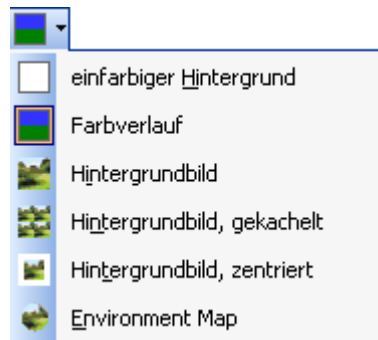 einfarbiger Hintergrund
Farbverlauf
Hintergrundbild
Hintergrundbild, gekachelt
Hintergrundbild, zentriert
Environment Map